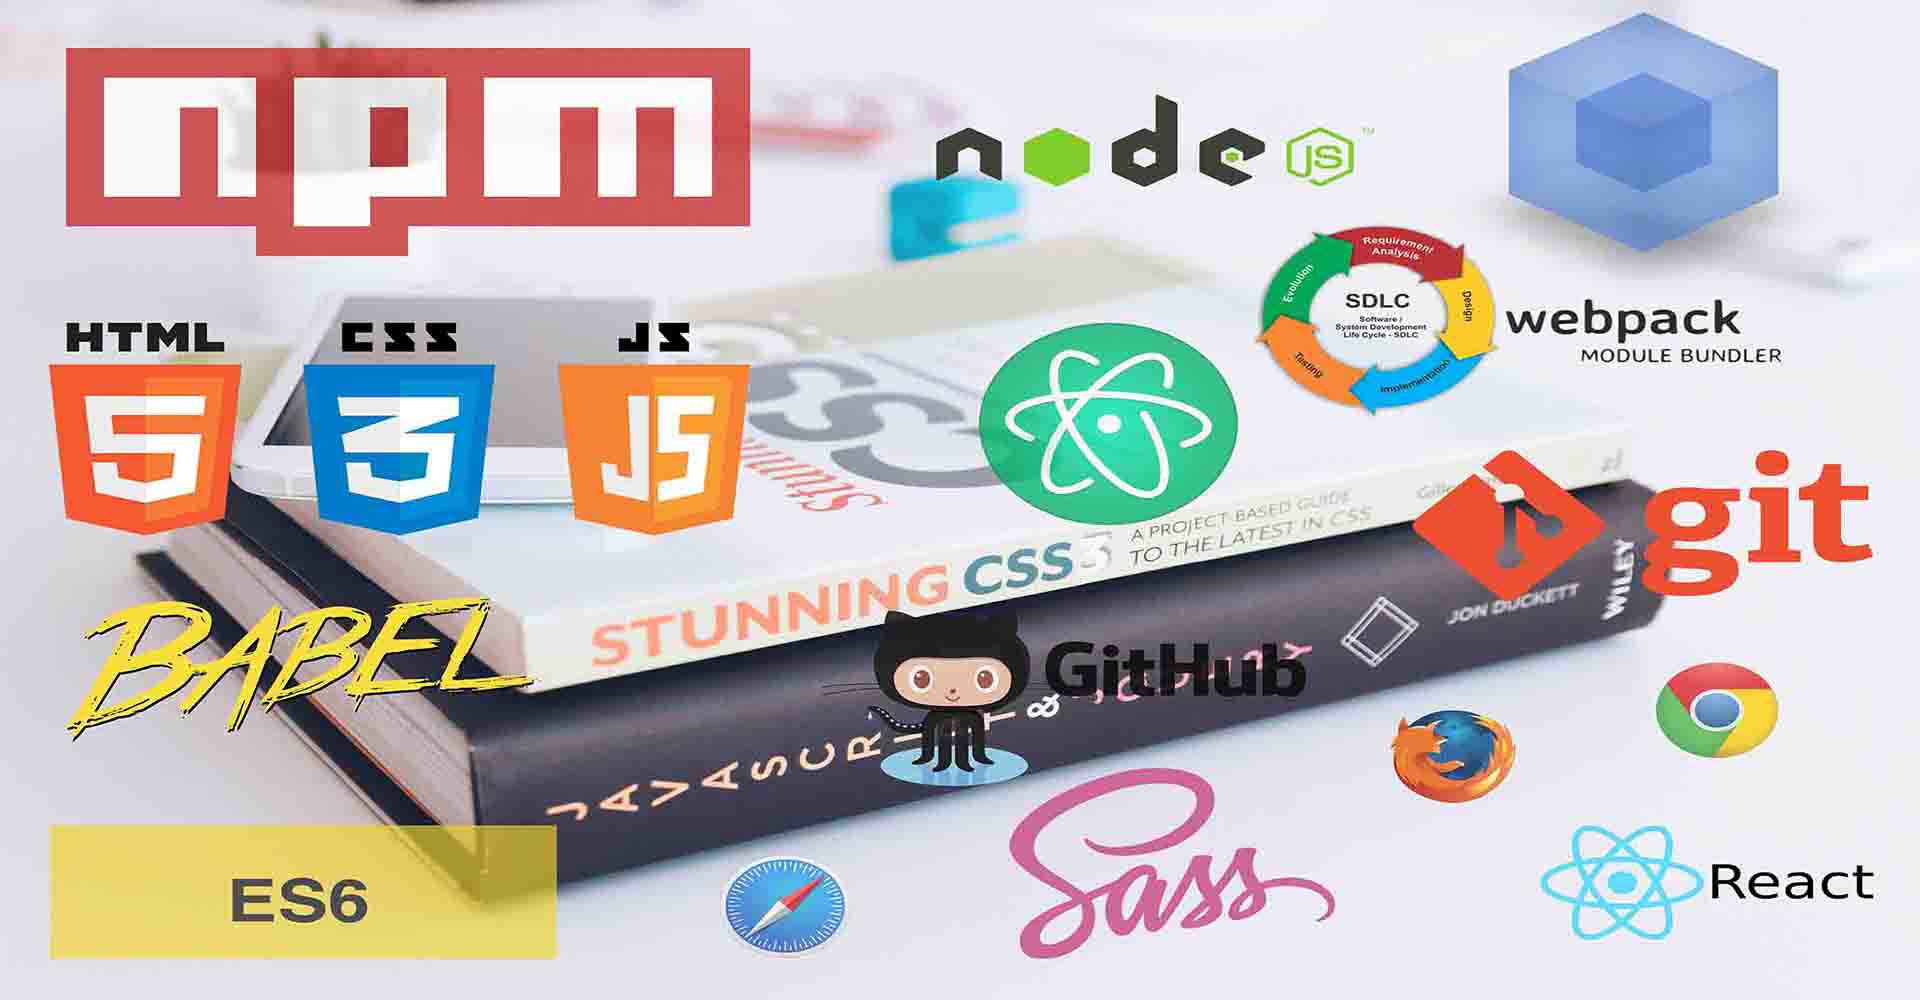 npm
node
JS
TM
Requirement
Analysis
Design
Implementation
Testing
Evolution
SDLC
Software /
System Development
Life Cycle - SDLC
webpack
MODULE BUNDLER
HTML
5
CSS
3
JS
JS
git
A PROJECT-BASED GUIDE
TO THE LATEST IN CSS
STUNNING CSS3
JON DUCKETT
WILEY
BABEL
GitHub
JAVASCRIPT &
ES6
Sass
React